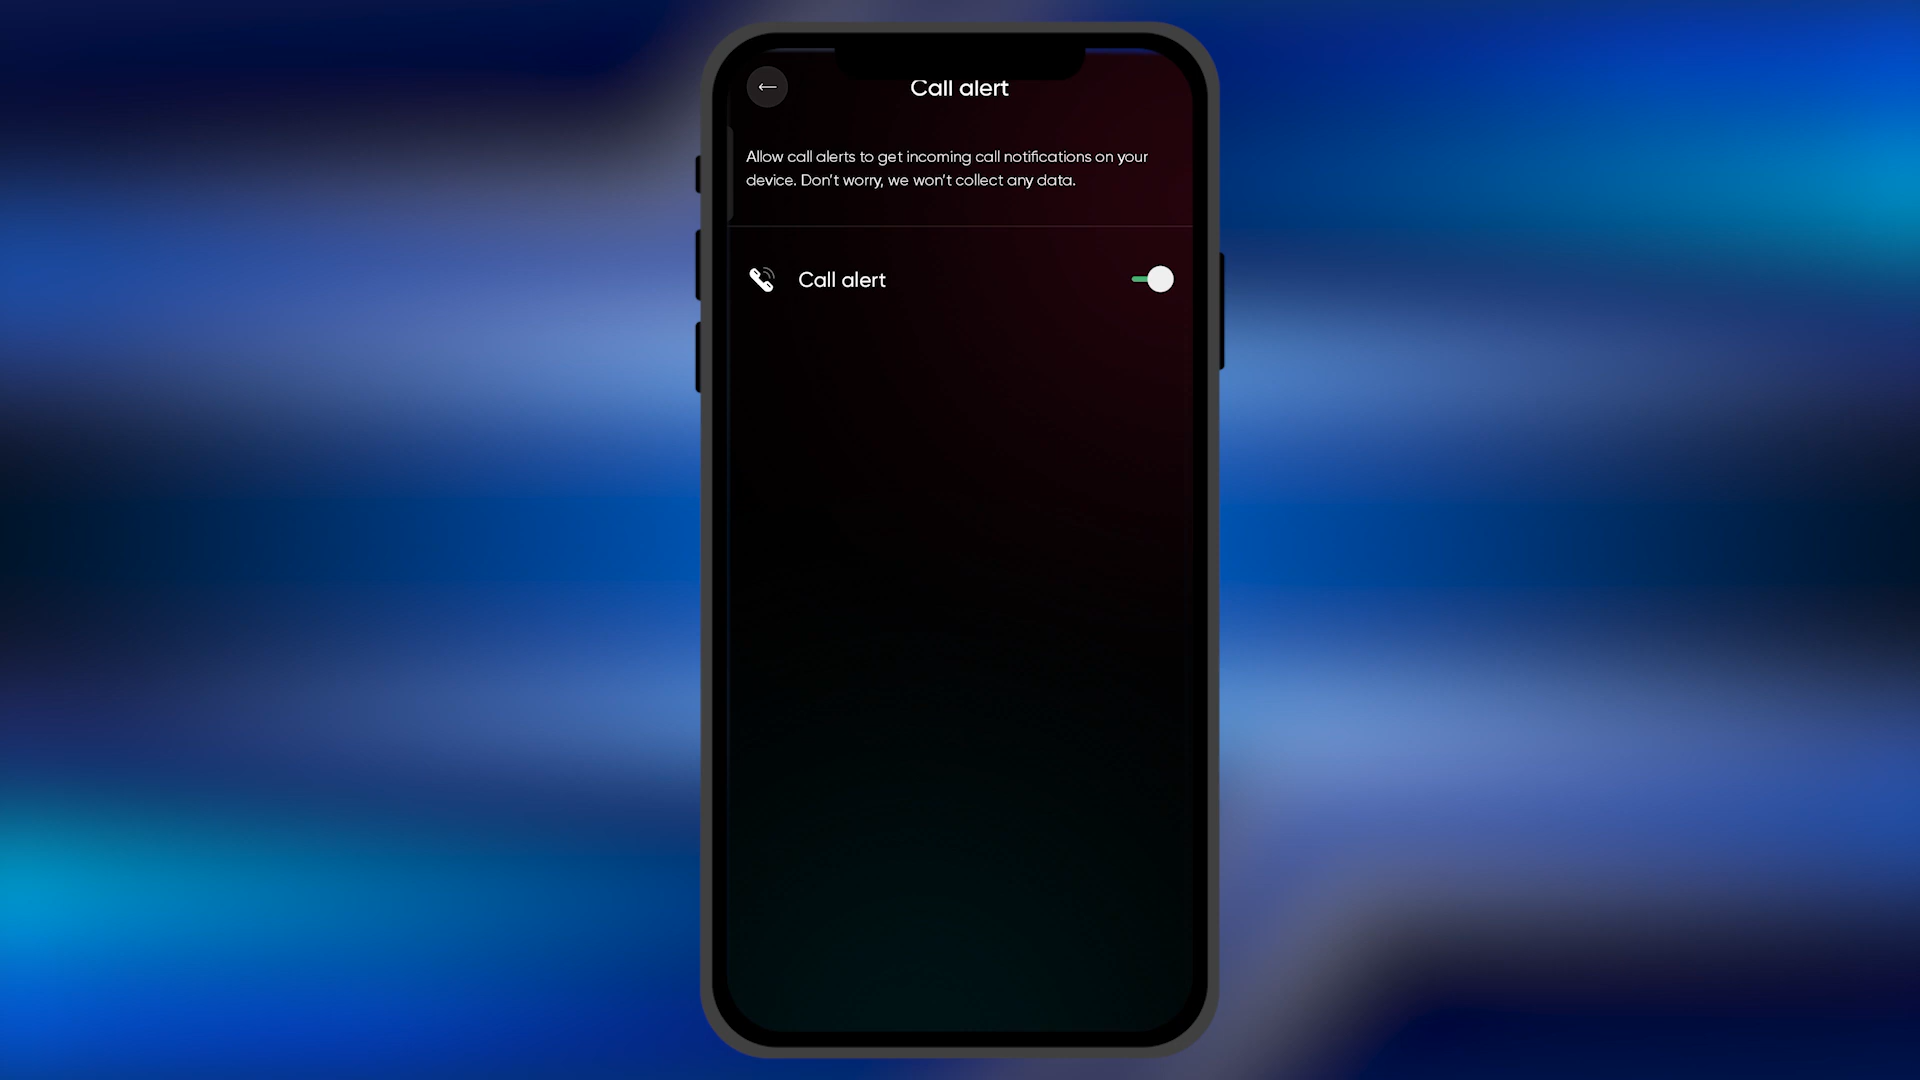 Call alert
Allow call alerts to get incoming call notifications on your
device. Don't worry, we won't collect any data.
Call alert